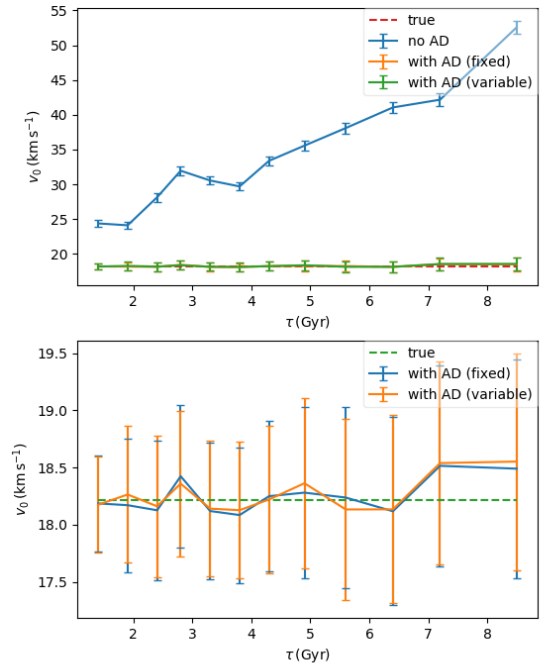 55
50
45
40
35
30
25
20
v₀ (km s⁻¹)
true
no AD
with AD (fixed)
with AD (variable)
2 3 4 5 6 7 8
τ (Gyr)
19.5
19.0
18.5
18.0
17.5
v₀ (km s⁻¹)
true
with AD (fixed)
with AD (variable)
2 3 4 5 6 7 8
τ (Gyr)